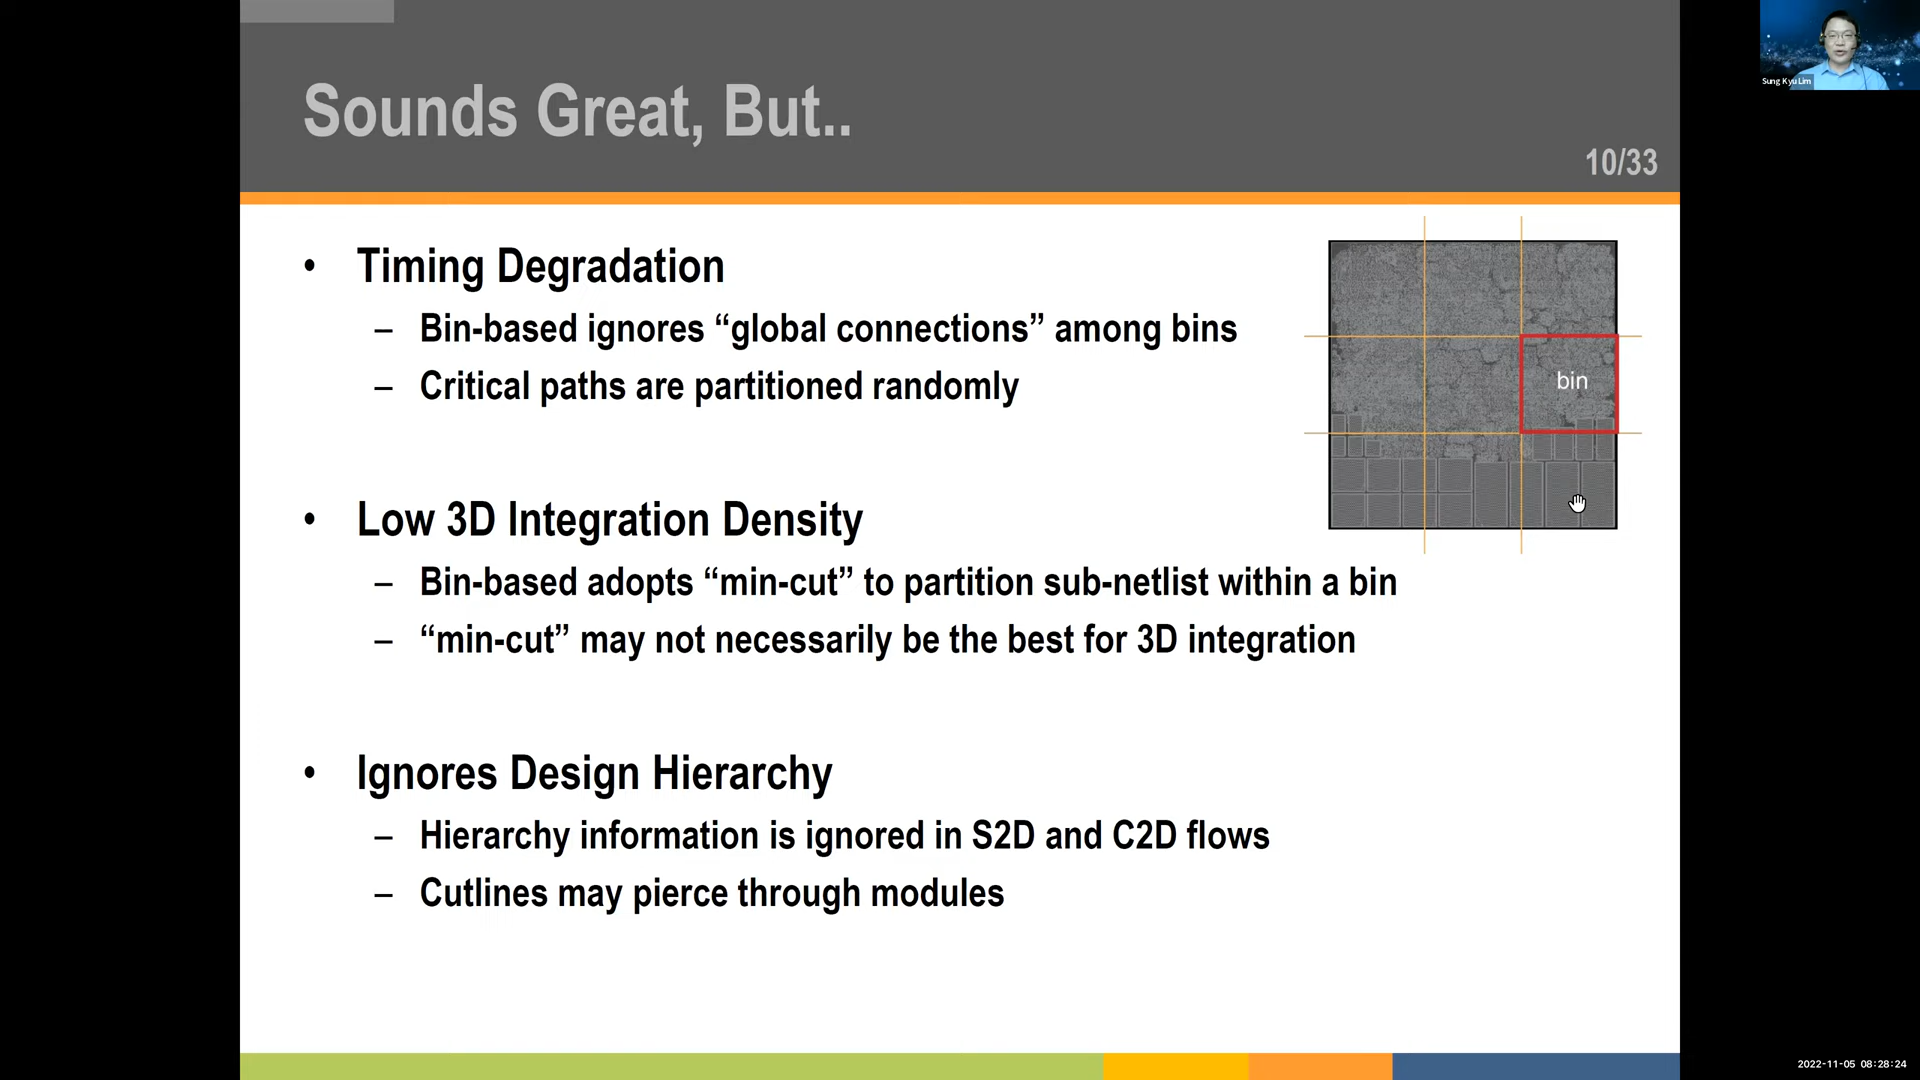 Sounds Great, But..
10/33
Sung Kyu Lim
• Timing Degradation
– Bin-based ignores “global connections” among bins
– Critical paths are partitioned randomly
bin
• Low 3D Integration Density
– Bin-based adopts “min-cut” to partition sub-netlist within a bin
– “min-cut” may not necessarily be the best for 3D integration
• Ignores Design Hierarchy
– Hierarchy information is ignored in S2D and C2D flows
– Cutlines may pierce through modules
2022-11-05 08:28:24